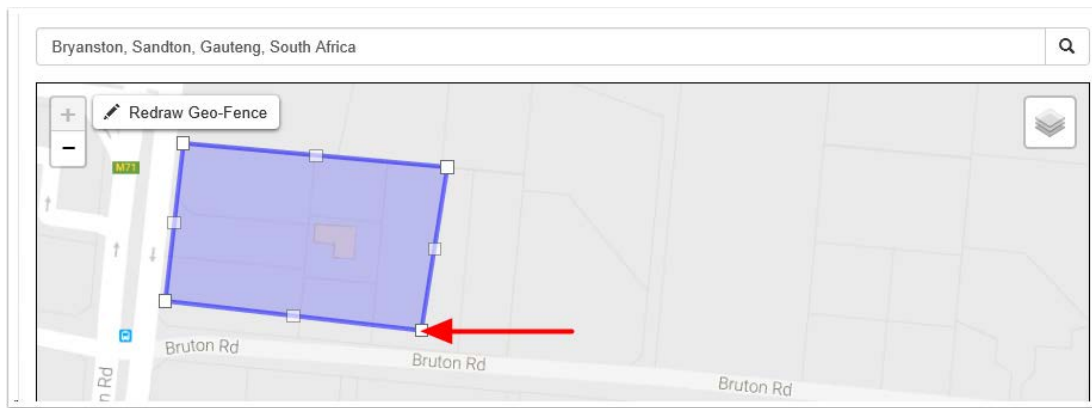 Bryanston, Sandton, Gauteng, South Africa
+
Redraw Geo-Fence
−
M71
Bruton Rd
Bruton Rd
Bruton Rd
Rd